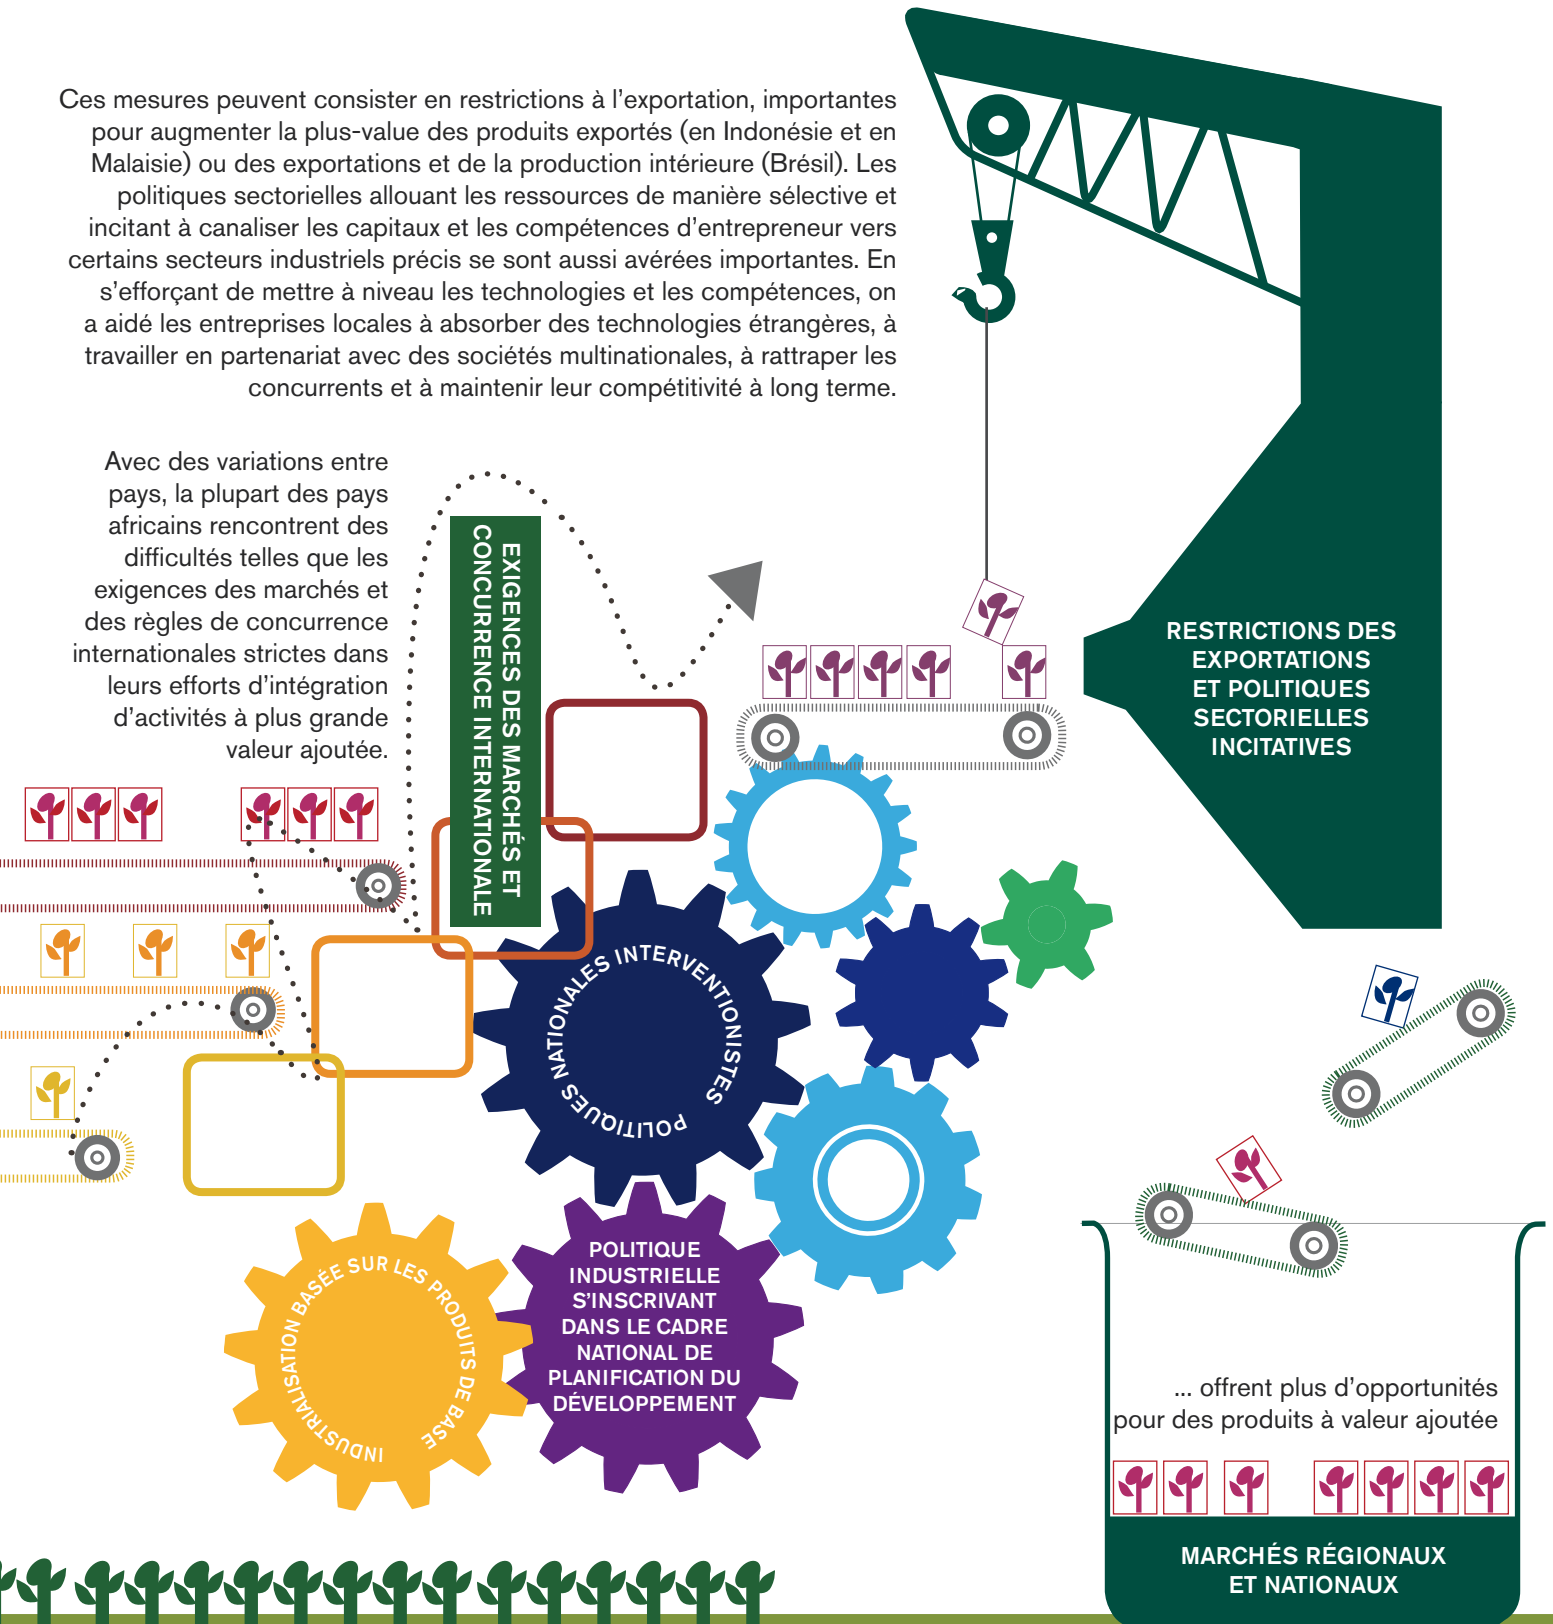 Ces mesures peuvent consister en restrictions à l’exportation, importantes
pour augmenter la plus-value des produits exportés (en Indonésie et en
Malaisie) ou des exportations et de la production intérieure (Brésil). Les
politiques sectorielles allouant les ressources de manière sélective et
incitant à canaliser les capitaux et les compétences d’entrepreneur vers
certains secteurs industriels précis se sont aussi avérées importantes. En
s’efforçant de mettre à niveau les technologies et les compétences, on
a aidé les entreprises locales à absorber des technologies étrangères, à
travailler en partenariat avec des sociétés multinationales, à rattraper les
concurrents et à maintenir leur compétitivité à long terme.
Avec des variations entre
pays, la plupart des pays
africains rencontrent des
difficultés telles que les
exigences des marchés et
des règles de concurrence
internationales strictes dans
leurs efforts d’intégration
d’activités à plus grande
valeur ajoutée.
EXIGENCES DES MARCHÉS ET
CONCURRENCE INTERNATIONALE
RESTRICTIONS DES
EXPORTATIONS
ET POLITIQUES
SECTORIELLES
INCITATIVES
POLITIQUES NATIONALES INTERVENTIONISTES
INDUSTRIALISATION BASÉE SUR LES PRODUITS DE BASE
POLITIQUE
INDUSTRIELLE
S’INSCRIVANT
DANS LE CADRE
NATIONAL DE
PLANIFICATION DU
DÉVELOPPEMENT
... offrent plus d’opportunités
pour des produits à valeur ajoutée
MARCHÉS RÉGIONAUX
ET NATIONAUX